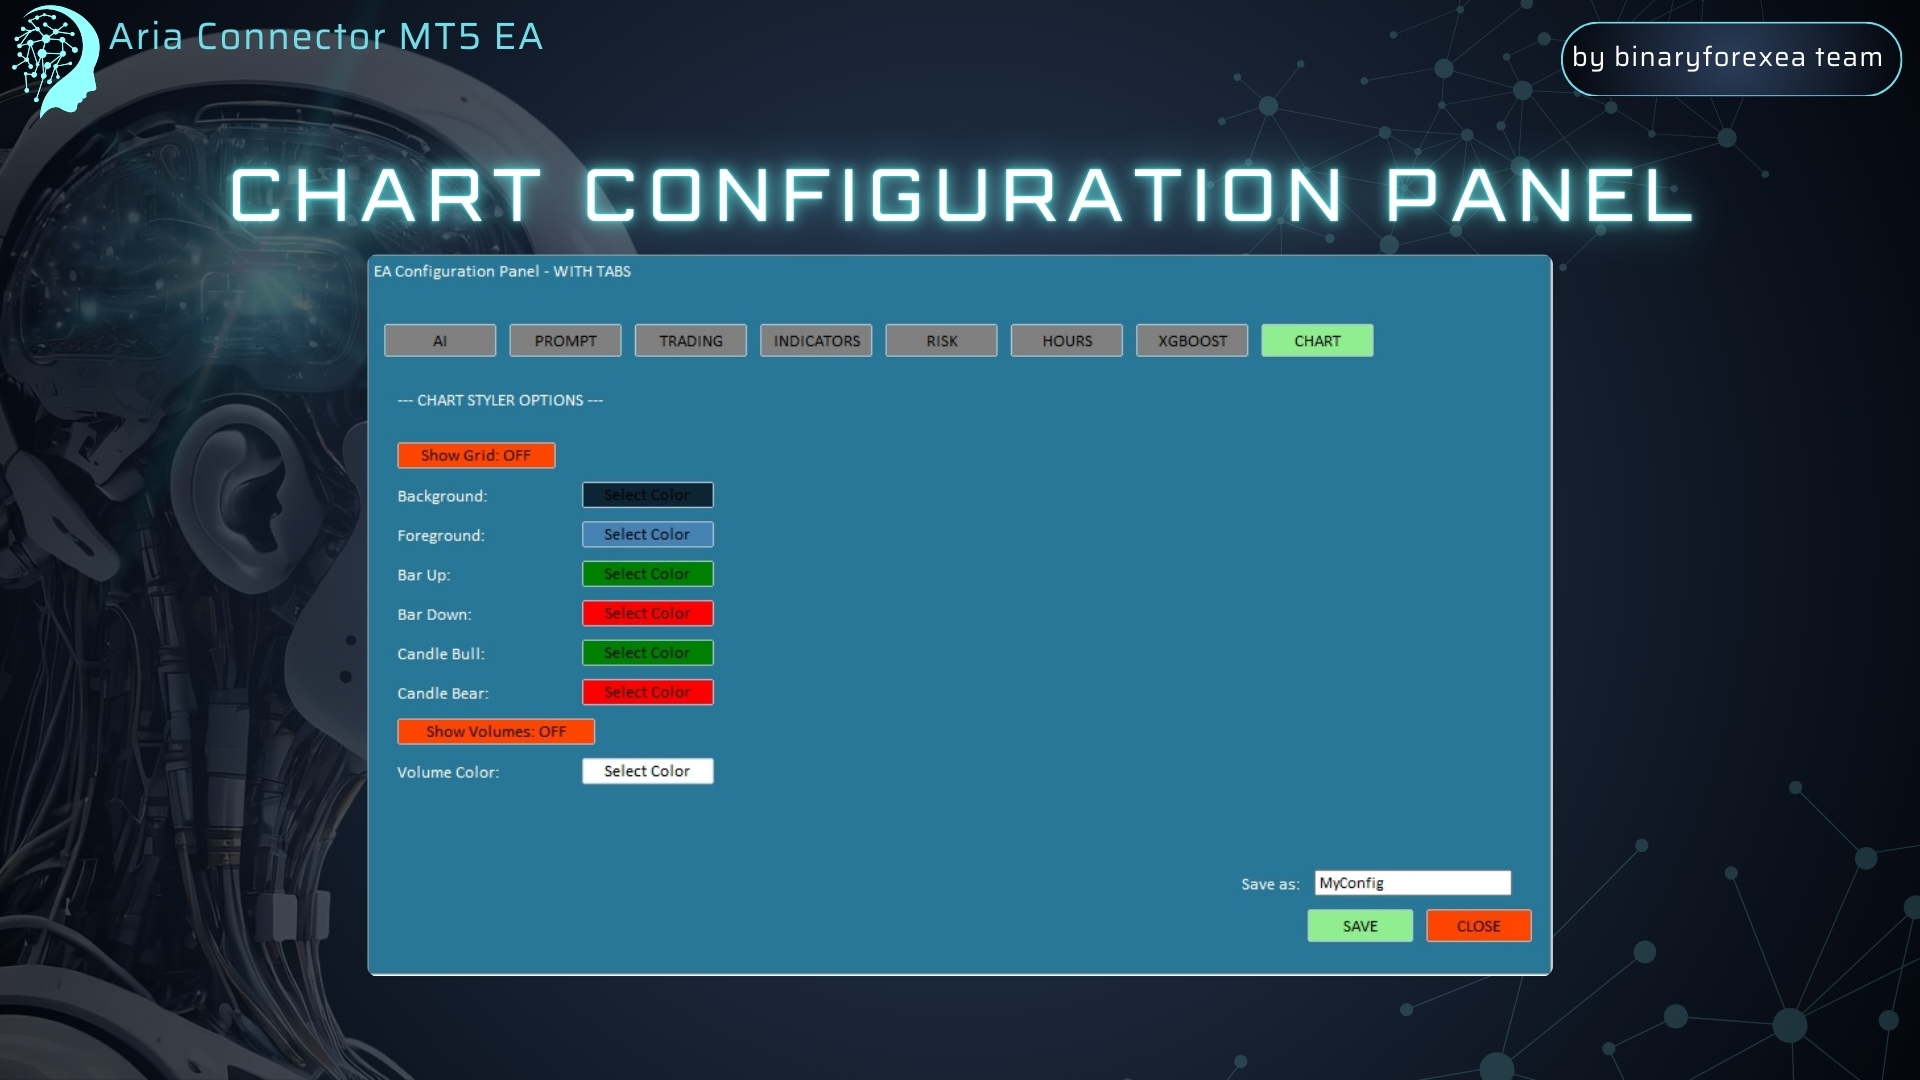 Aria Connector MT5 EA
by binaryforexea team
CHART CONFIGURATION PANEL
EA Configuration Panel - WITH TABS
AI PROMPT TRADING INDICATORS RISK HOURS XGBOOST CHART
--- CHART STYLER OPTIONS ---
Show Grid: OFF
Background: Select Color
Foreground: Select Color
Bar Up: Select Color
Bar Down: Select Color
Candle Bull: Select Color
Candle Bear: Select Color
Show Volumes: OFF
Volume Color: Select Color
Save as: MyConfig
SAVE CLOSE